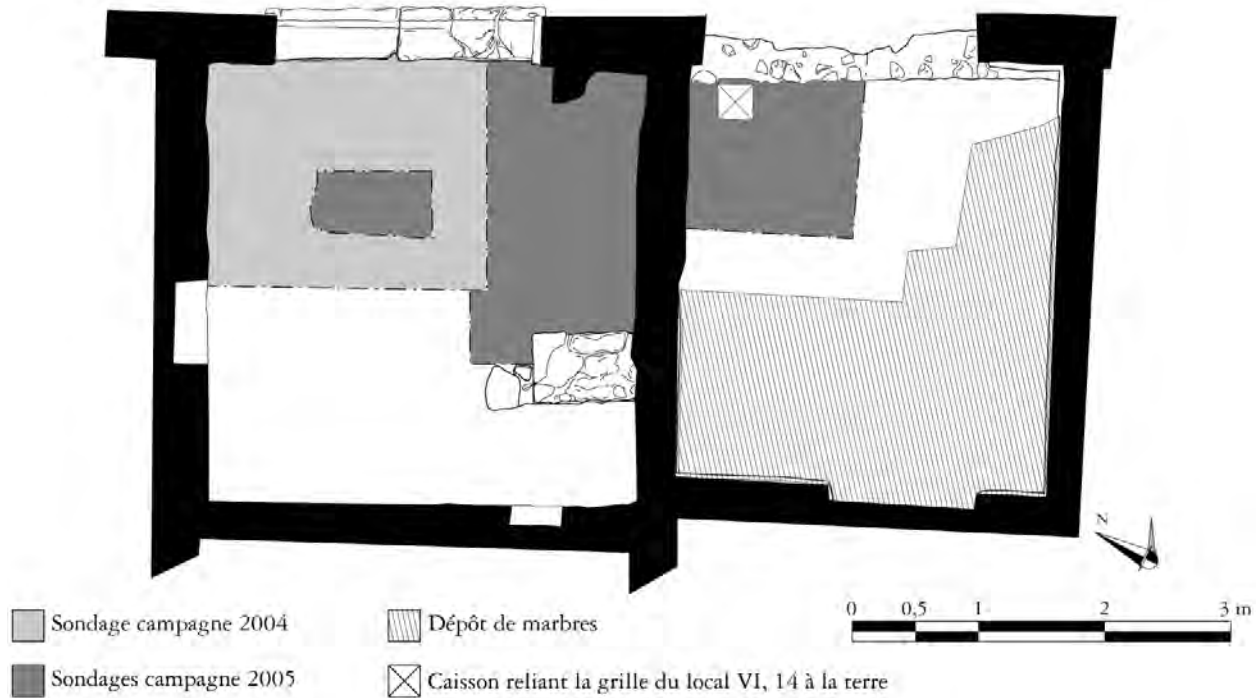 N
Sondage campagne 2004
Sondages campagne 2005
Dépôt de marbres
Caisson reliant la grille du local VI, 14 à la terre
0 0,5 1 2 3 m